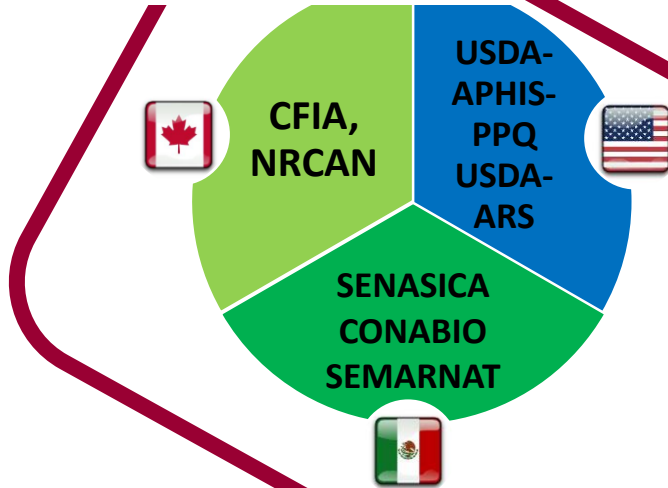 CFIA,
NRCAN
USDA-
APHIS-
PPQ
USDA-
ARS
SENASICA
CONABIO
SEMARNAT